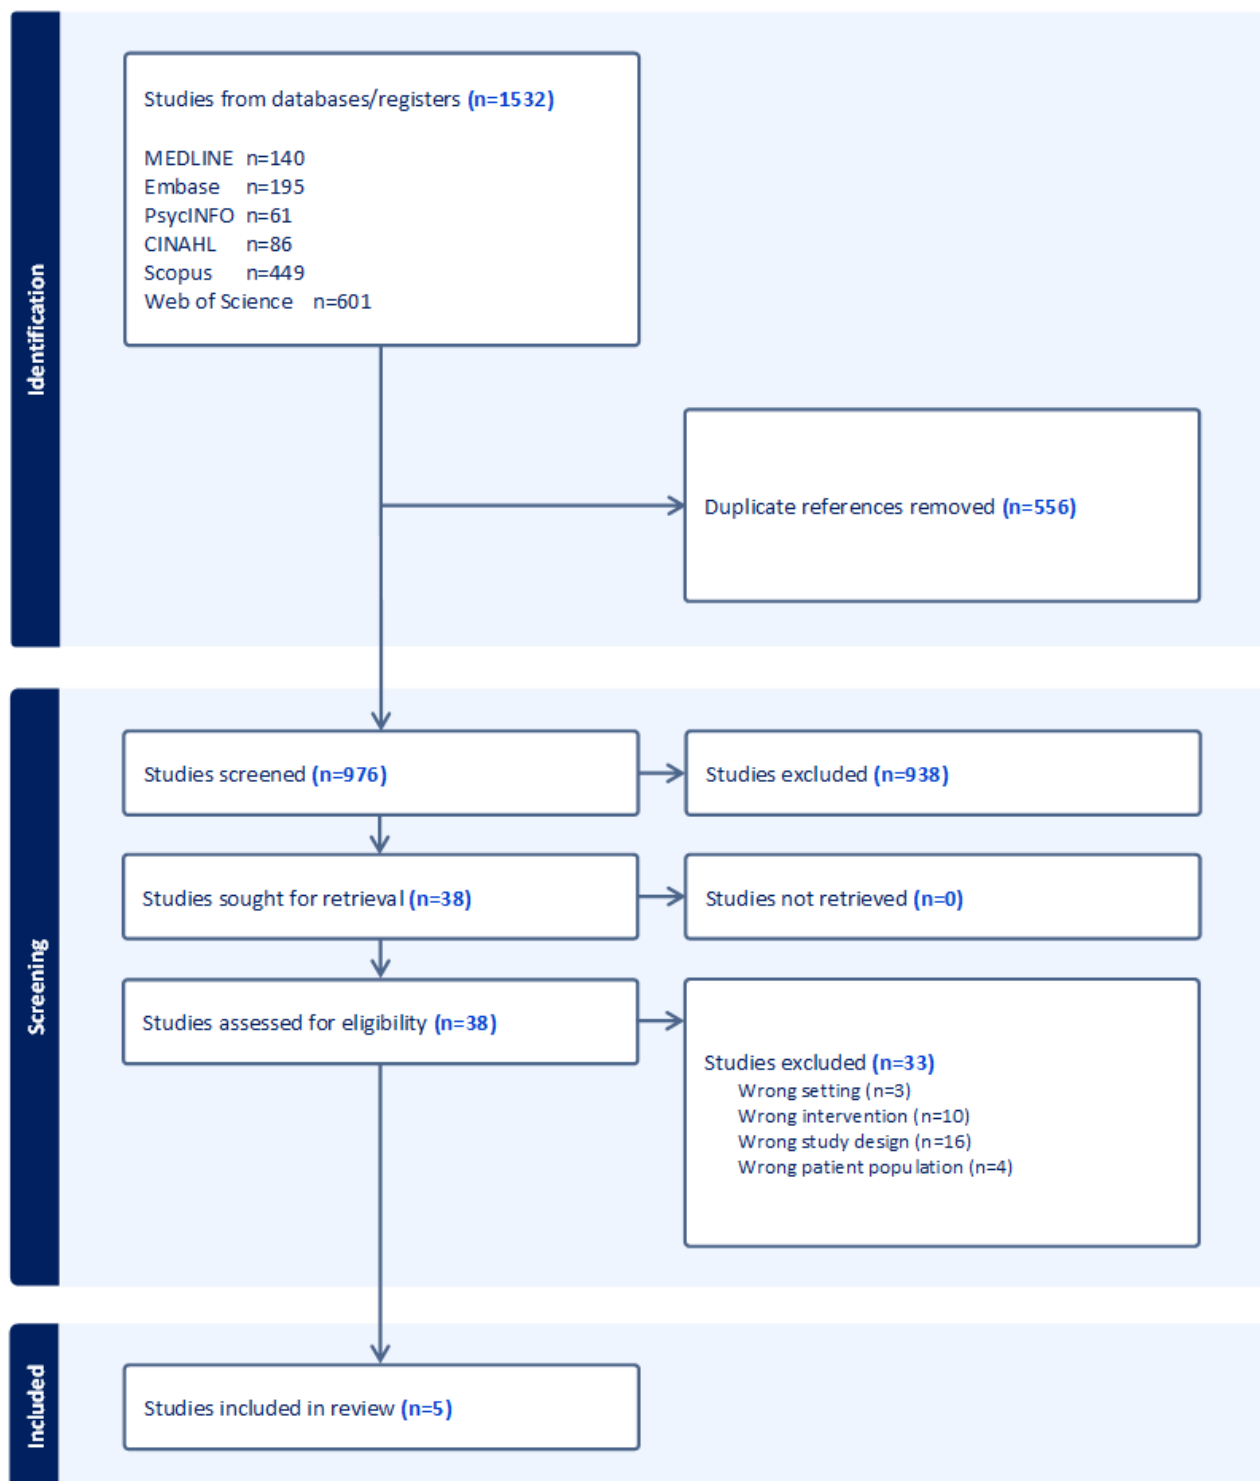 Identification
Studies from databases/registers (n=1532)
MEDLINE n=140
Embase n=195
PsycINFO n=61
CINAHL n=86
Scopus n=449
Web of Science n=601
Duplicate references removed (n=556)
Screening
Studies screened (n=976)
Studies excluded (n=938)
Studies sought for retrieval (n=38)
Studies not retrieved (n=0)
Studies assessed for eligibility (n=38)
Studies excluded (n=33)
Wrong setting (n=3)
Wrong intervention (n=10)
Wrong study design (n=16)
Wrong patient population (n=4)
Included
Studies included in review (n=5)